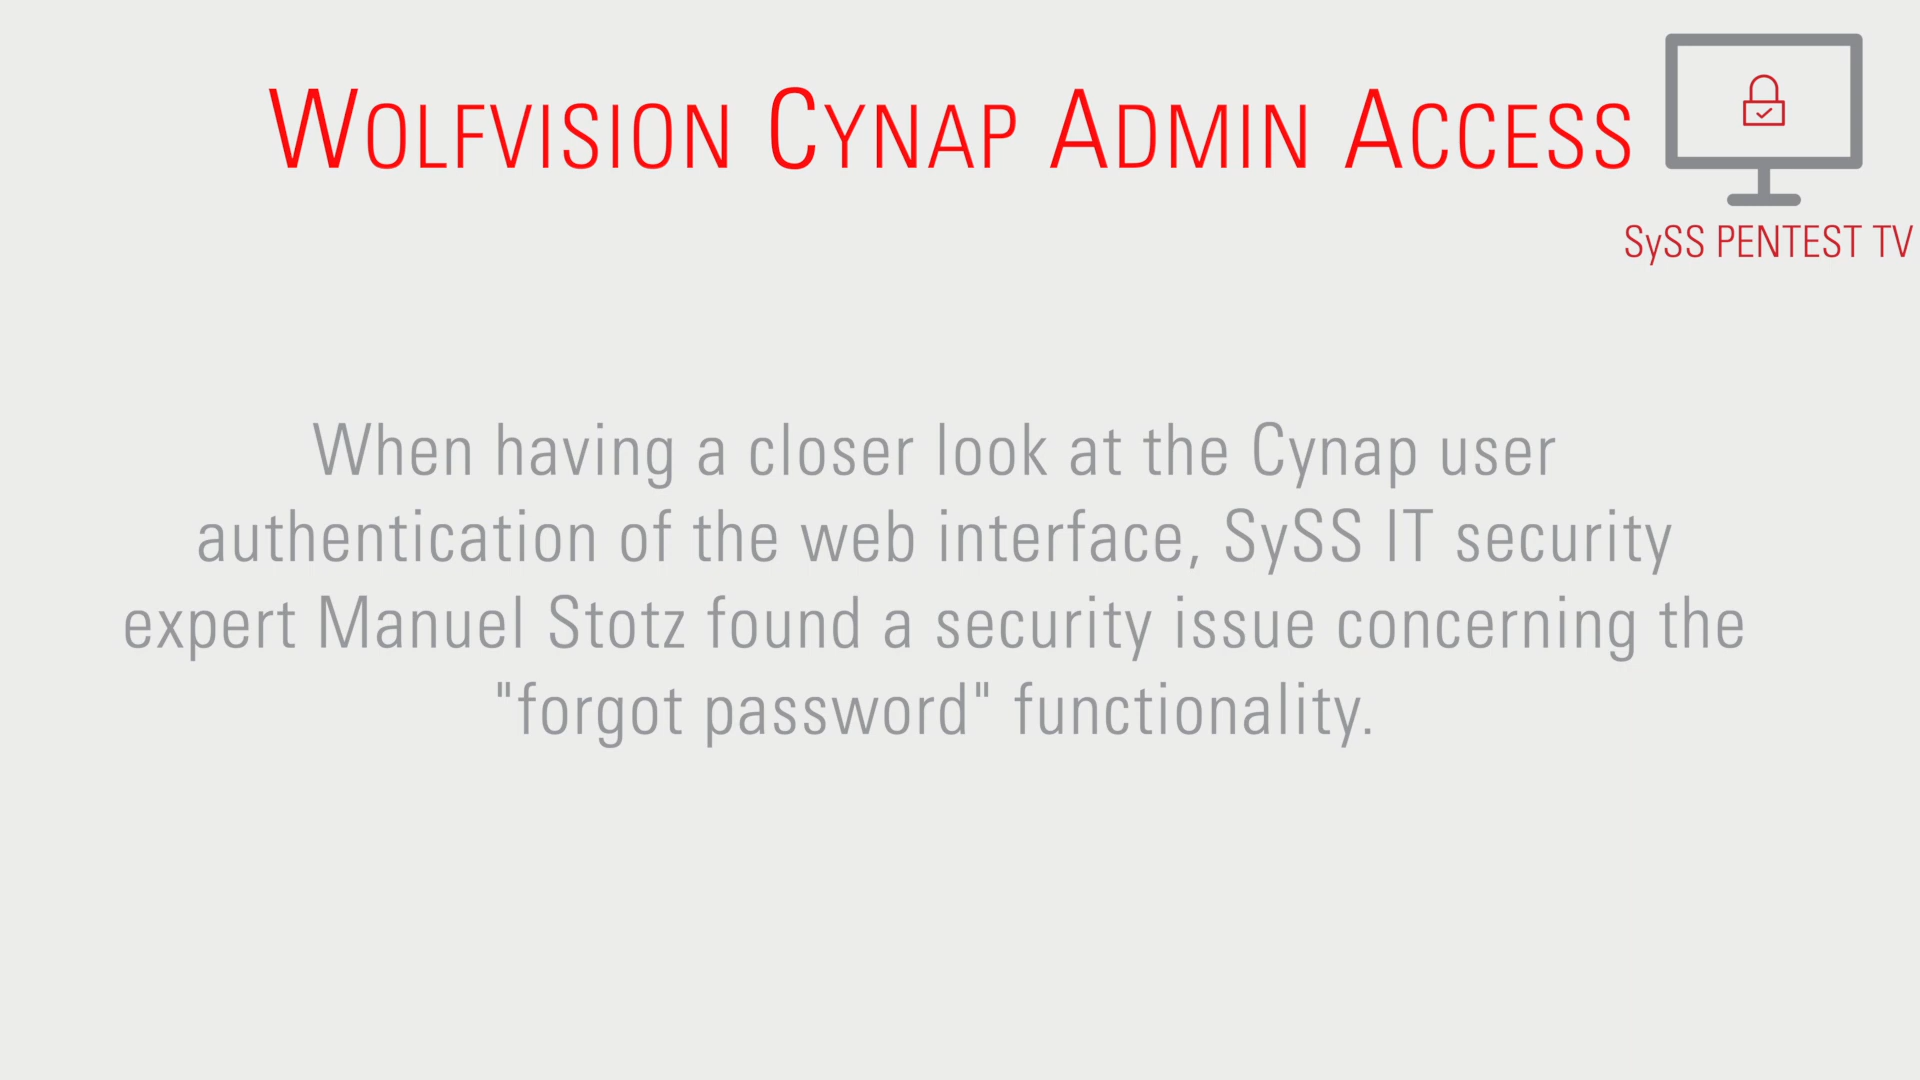 WOLFVISION CYNAP ADMIN ACCESS
SySS PENTEST TV
When having a closer look at the Cynap user
authentication of the web interface, SySS IT security
expert Manuel Stotz found a security issue concerning the
"forgot password" functionality.